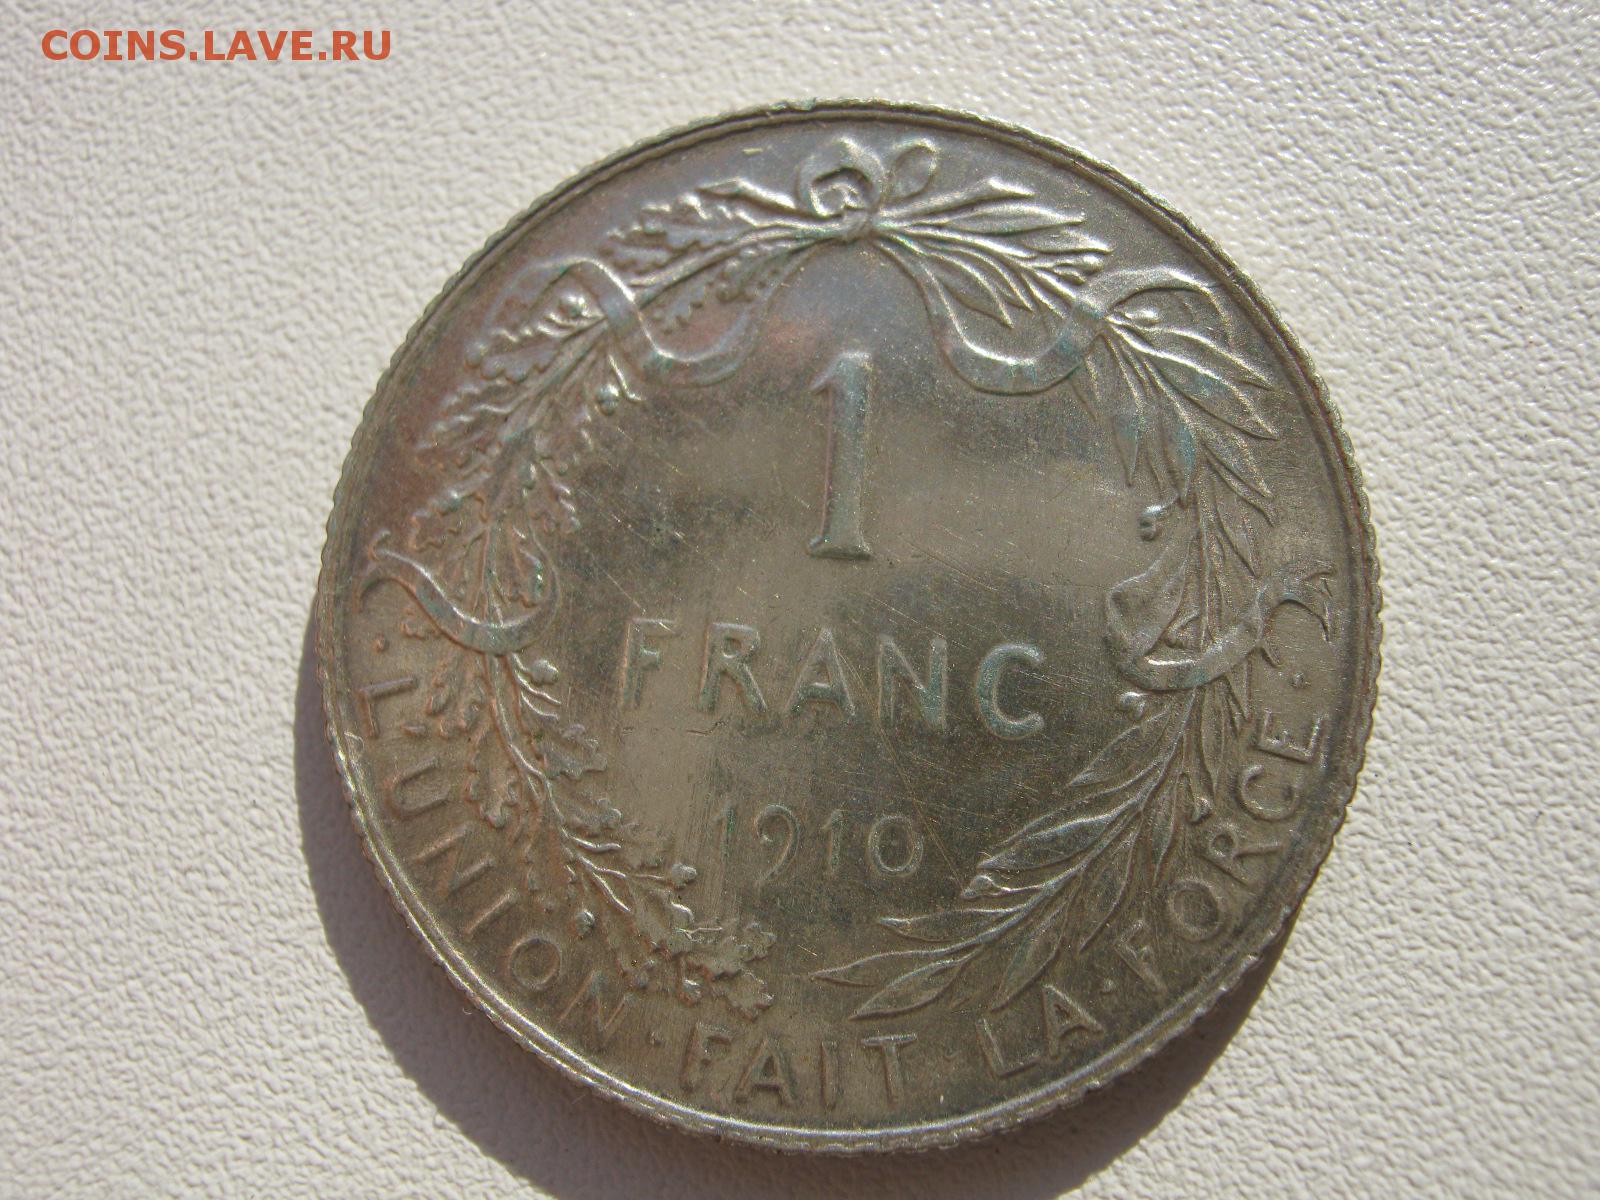 COINS.LAVE.RU
1
FRANC
1910
L'UNION·FAIT·LA·FORCE·